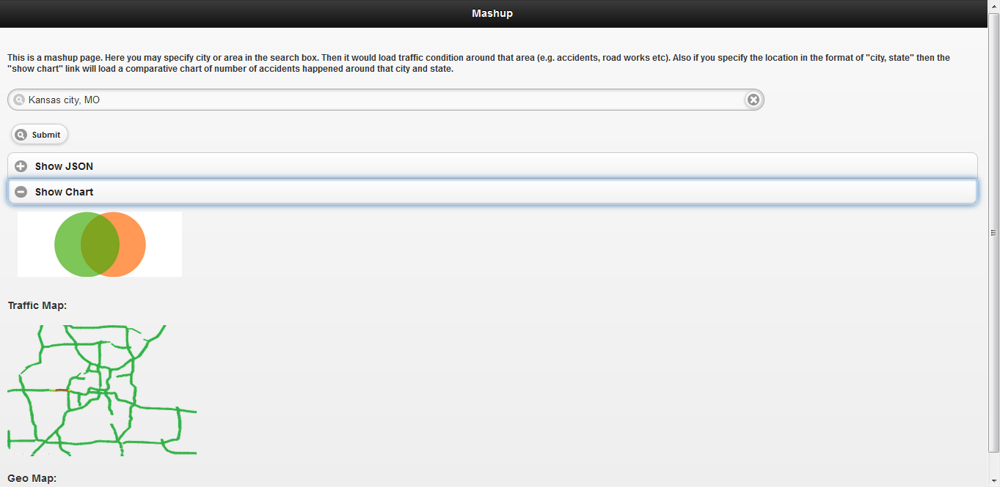 Mashup
This is a mashup page. Here you may specify city or area in the search box. Then it would load traffic condition around that area (e.g. accidents, road works etc). Also if you specify the location in the format of "city, state" then the
"show chart" link will load a comparative chart of number of accidents happened around that city and state.
Kansas city, MO
Submit
Show JSON
Show Chart
Traffic Map:
Geo Map: